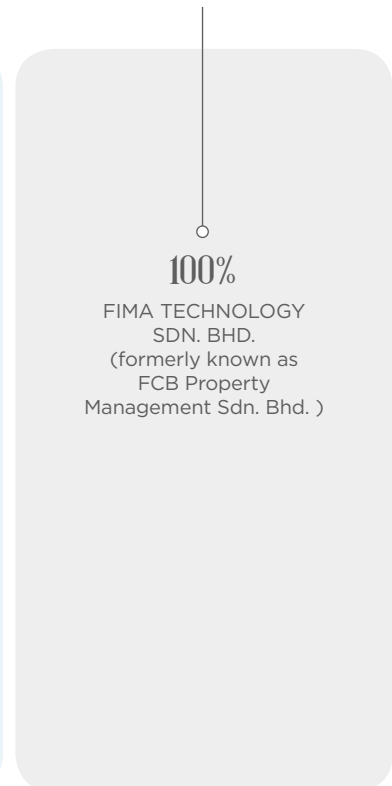 100%
FIMA TECHNOLOGY
SDN. BHD.
(formerly known as
FCB Property
Management Sdn. Bhd. )